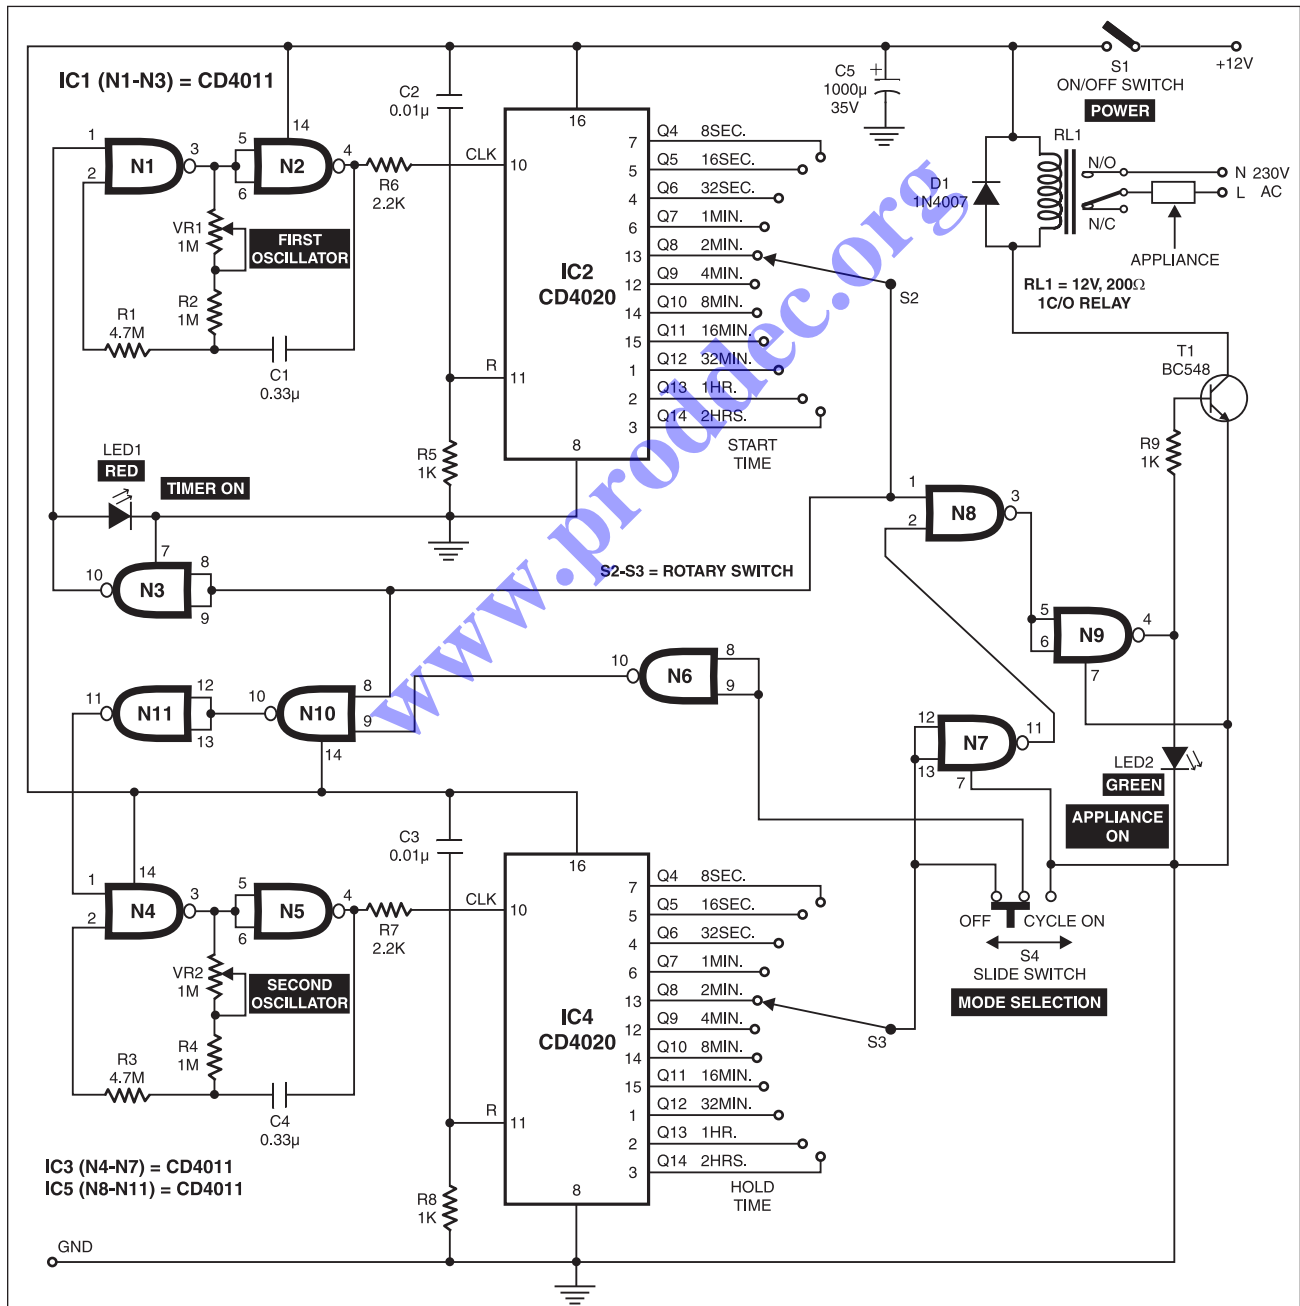 IC1 (N1-N3) = CD4011
1
2
N1
3
5
6
14
N2
4
R6
2.2K
VR1
1M
FIRST
OSCILLATOR
R2
1M
R1
4.7M
C1
0.33µ
C2
0.01µ
CLK
10
16
R
11
8
R5
1K
IC2
CD4020
7 Q4 8SEC.
5 Q5 16SEC.
4 Q6 32SEC.
6 Q7 1MIN.
13 Q8 2MIN.
12 Q9 4MIN.
14 Q10 8MIN.
15 Q11 16MIN.
1 Q12 32MIN.
2 Q13 1HR.
3 Q14 2HRS.
START
TIME
S2
C5
+
1000µ
35V
S1
ON/OFF SWITCH
POWER
+12V
RL1
D1
1N4007
N/O
N/C
N 230V
L AC
APPLIANCE
RL1 = 12V, 200Ω
1C/O RELAY
T1
BC548
R9
1K
LED1
RED
TIMER ON
7
10
N3
8
9
S2-S3 = ROTARY SWITCH
1
2
N8
3
5
6
N9
4
7
11
N11
12
13
10
N10
8
9
14
10
N6
8
9
12
13
N7
11
7
LED2
GREEN
APPLIANCE
ON
OFF
CYCLE ON
S4
SLIDE SWITCH
MODE SELECTION
1
2
14
N4
3
5
6
N5
4
R7
2.2K
VR2
1M
SECOND
OSCILLATOR
R4
1M
R3
4.7M
C4
0.33µ
C3
0.01µ
CLK
10
16
R
11
8
R8
1K
IC4
CD4020
7 Q4 8SEC.
5 Q5 16SEC.
4 Q6 32SEC.
6 Q7 1MIN.
13 Q8 2MIN.
12 Q9 4MIN.
14 Q10 8MIN.
15 Q11 16MIN.
1 Q12 32MIN.
2 Q13 1HR.
3 Q14 2HRS.
HOLD
TIME
S3
IC3 (N4-N7) = CD4011
IC5 (N8-N11) = CD4011
GND
www.proddec.org